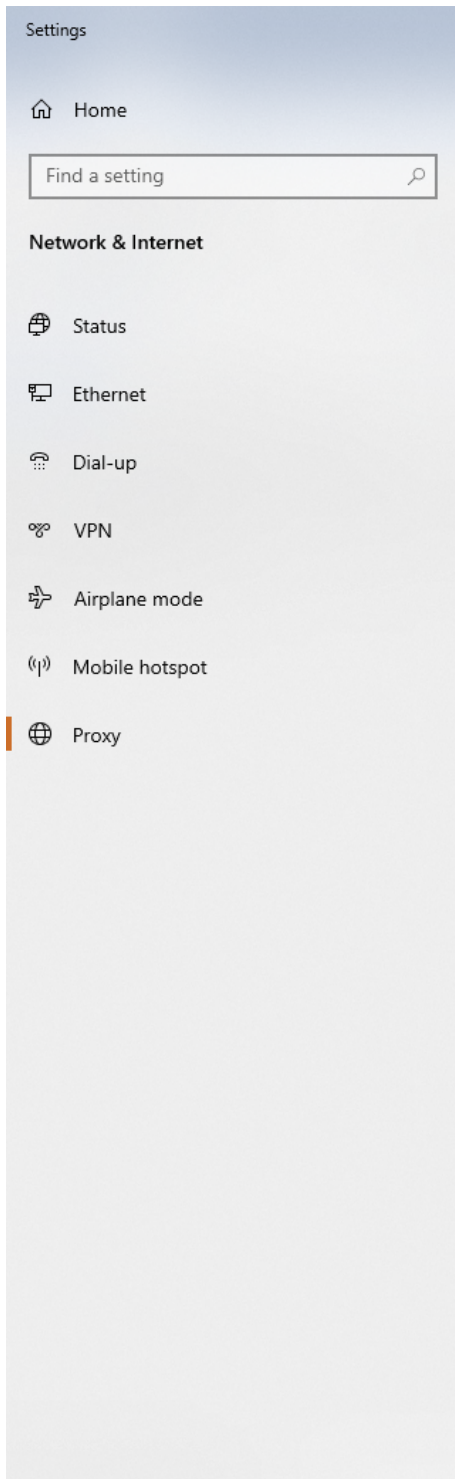 Settings
Home
Find a setting
Network & Internet
Status
Ethernet
Dial-up
VPN
Airplane mode
Mobile hotspot
Proxy